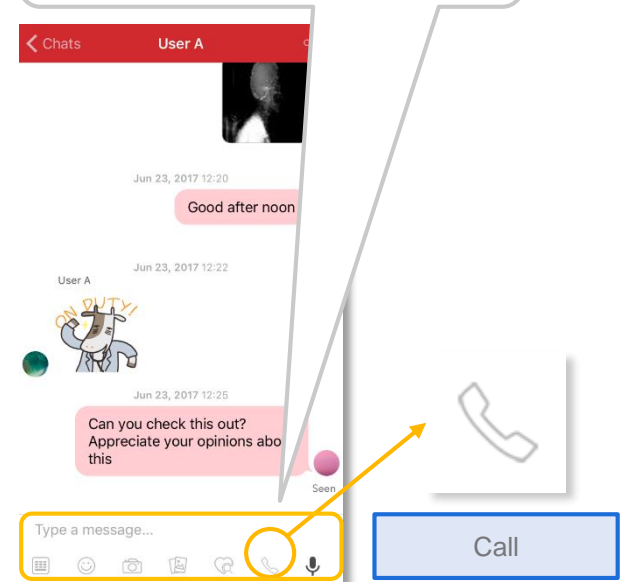 Chats
User A
Jun 23, 2017 12:20
Good after noon
Jun 23, 2017 12:22
User A
ON DUTY!
Jun 23, 2017 12:25
Can you check this out?
Appreciate your opinions abo
this
Seen
Type a message...
Call